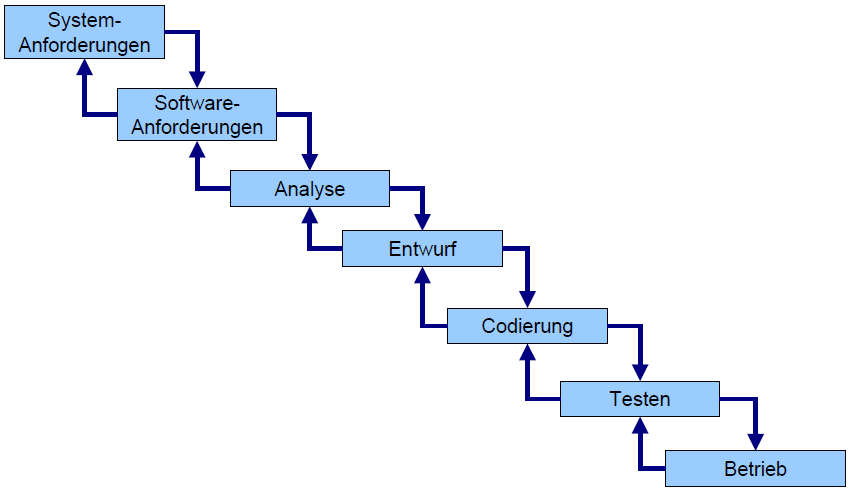 System-
Anforderungen
Software-
Anforderungen
Analyse
Entwurf
Codierung
Testen
Betrieb